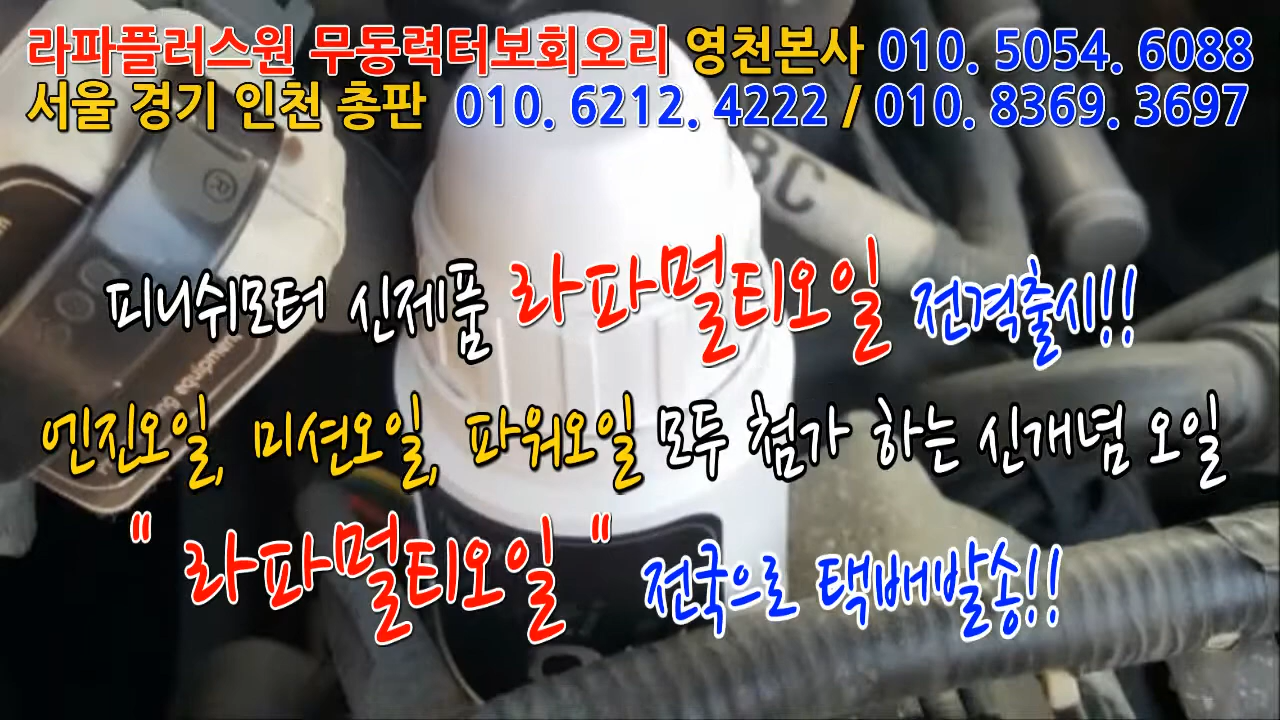 라파플러스원 무동력터보회오리 영천본사 010. 5054. 6088
서울 경기 인천 총판 010. 6212. 4222 / 010. 8369. 3697
BC
®
피니쉬모터 신제품 라파멀티오일 전격출시!!
엔진오일, 미션오일, 파워오일 모두 첨가 하는 신개념 오일
" 라파멀티오일 " 전국으로 택배발송!!